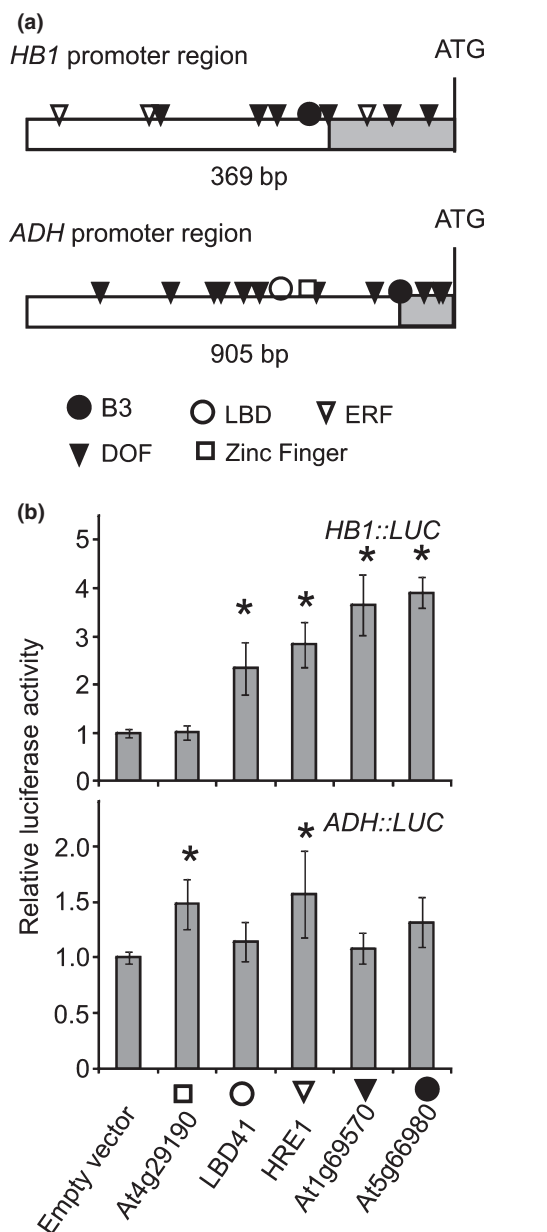 (a)
HB1 promoter region
ATG
369 bp
ADH promoter region
ATG
905 bp
B3
LBD
ERF
DOF
Zinc Finger
(b)
HB1::LUC
5
4
3
2
1
0
Relative luciferase activity
* * * *
ADH::LUC
2.0
1.5
1.0
0.5
0
* *
Empty vector
At4g29190
LBD41
HRE1
At1g69570
At5g66980